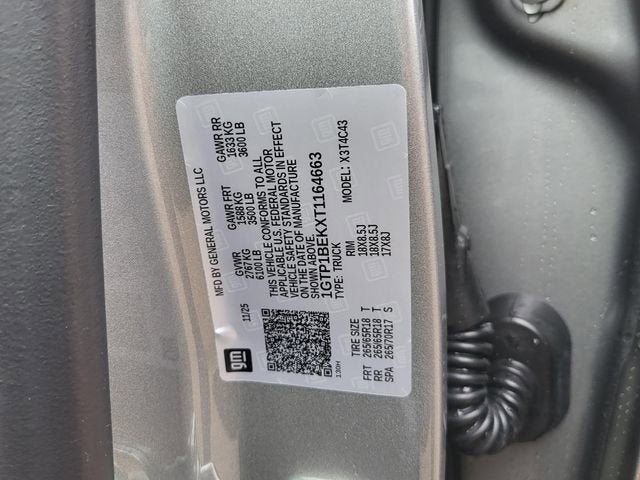 gm
MFD BY GENERAL MOTORS LLC
11/25
GVWR GAWR FRT GAWR RR
2767 KG 1588 KG 1633 KG
6100 LB 3500 LB 3600 LB
THIS VEHICLE CONFORMS TO ALL
APPLICABLE U.S. FEDERAL MOTOR
VEHICLE SAFETY STANDARDS IN EFFECT
ON THE DATE OF MANUFACTURE
SHOWN ABOVE.
1GTP1BEKXT1164663
TYPE: TRUCK MODEL: X3T4C43
130H
TIRE SIZE RIM
FRT 265/65R18 T 18X8.5J
RR 265/65R18 T 18X8.5J
SPA 265/70R17 S 17X8J